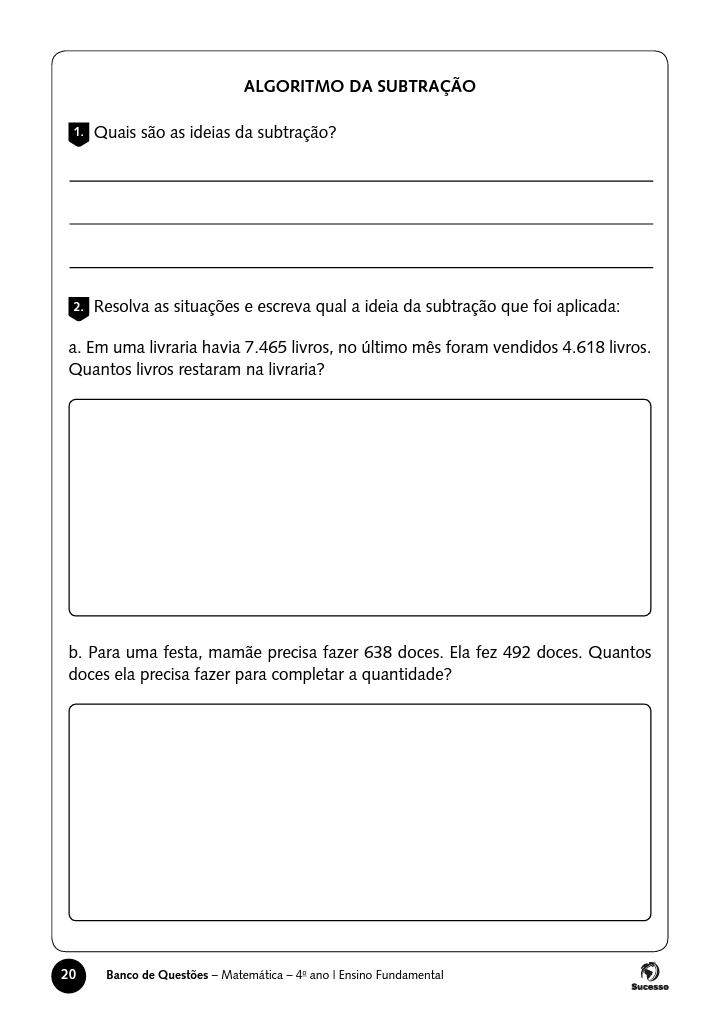 ALGORITMO DA SUBTRAÇÃO
1. Quais são as ideias da subtração?
2. Resolva as situações e escreva qual a ideia da subtração que foi aplicada:
a. Em uma livraria havia 7.465 livros, no último mês foram vendidos 4.618 livros.
Quantos livros restaram na livraria?
b. Para uma festa, mamãe precisa fazer 638 doces. Ela fez 492 doces. Quantos
doces ela precisa fazer para completar a quantidade?
20 Banco de Questões – Matemática – 4º ano | Ensino Fundamental
Sucesso